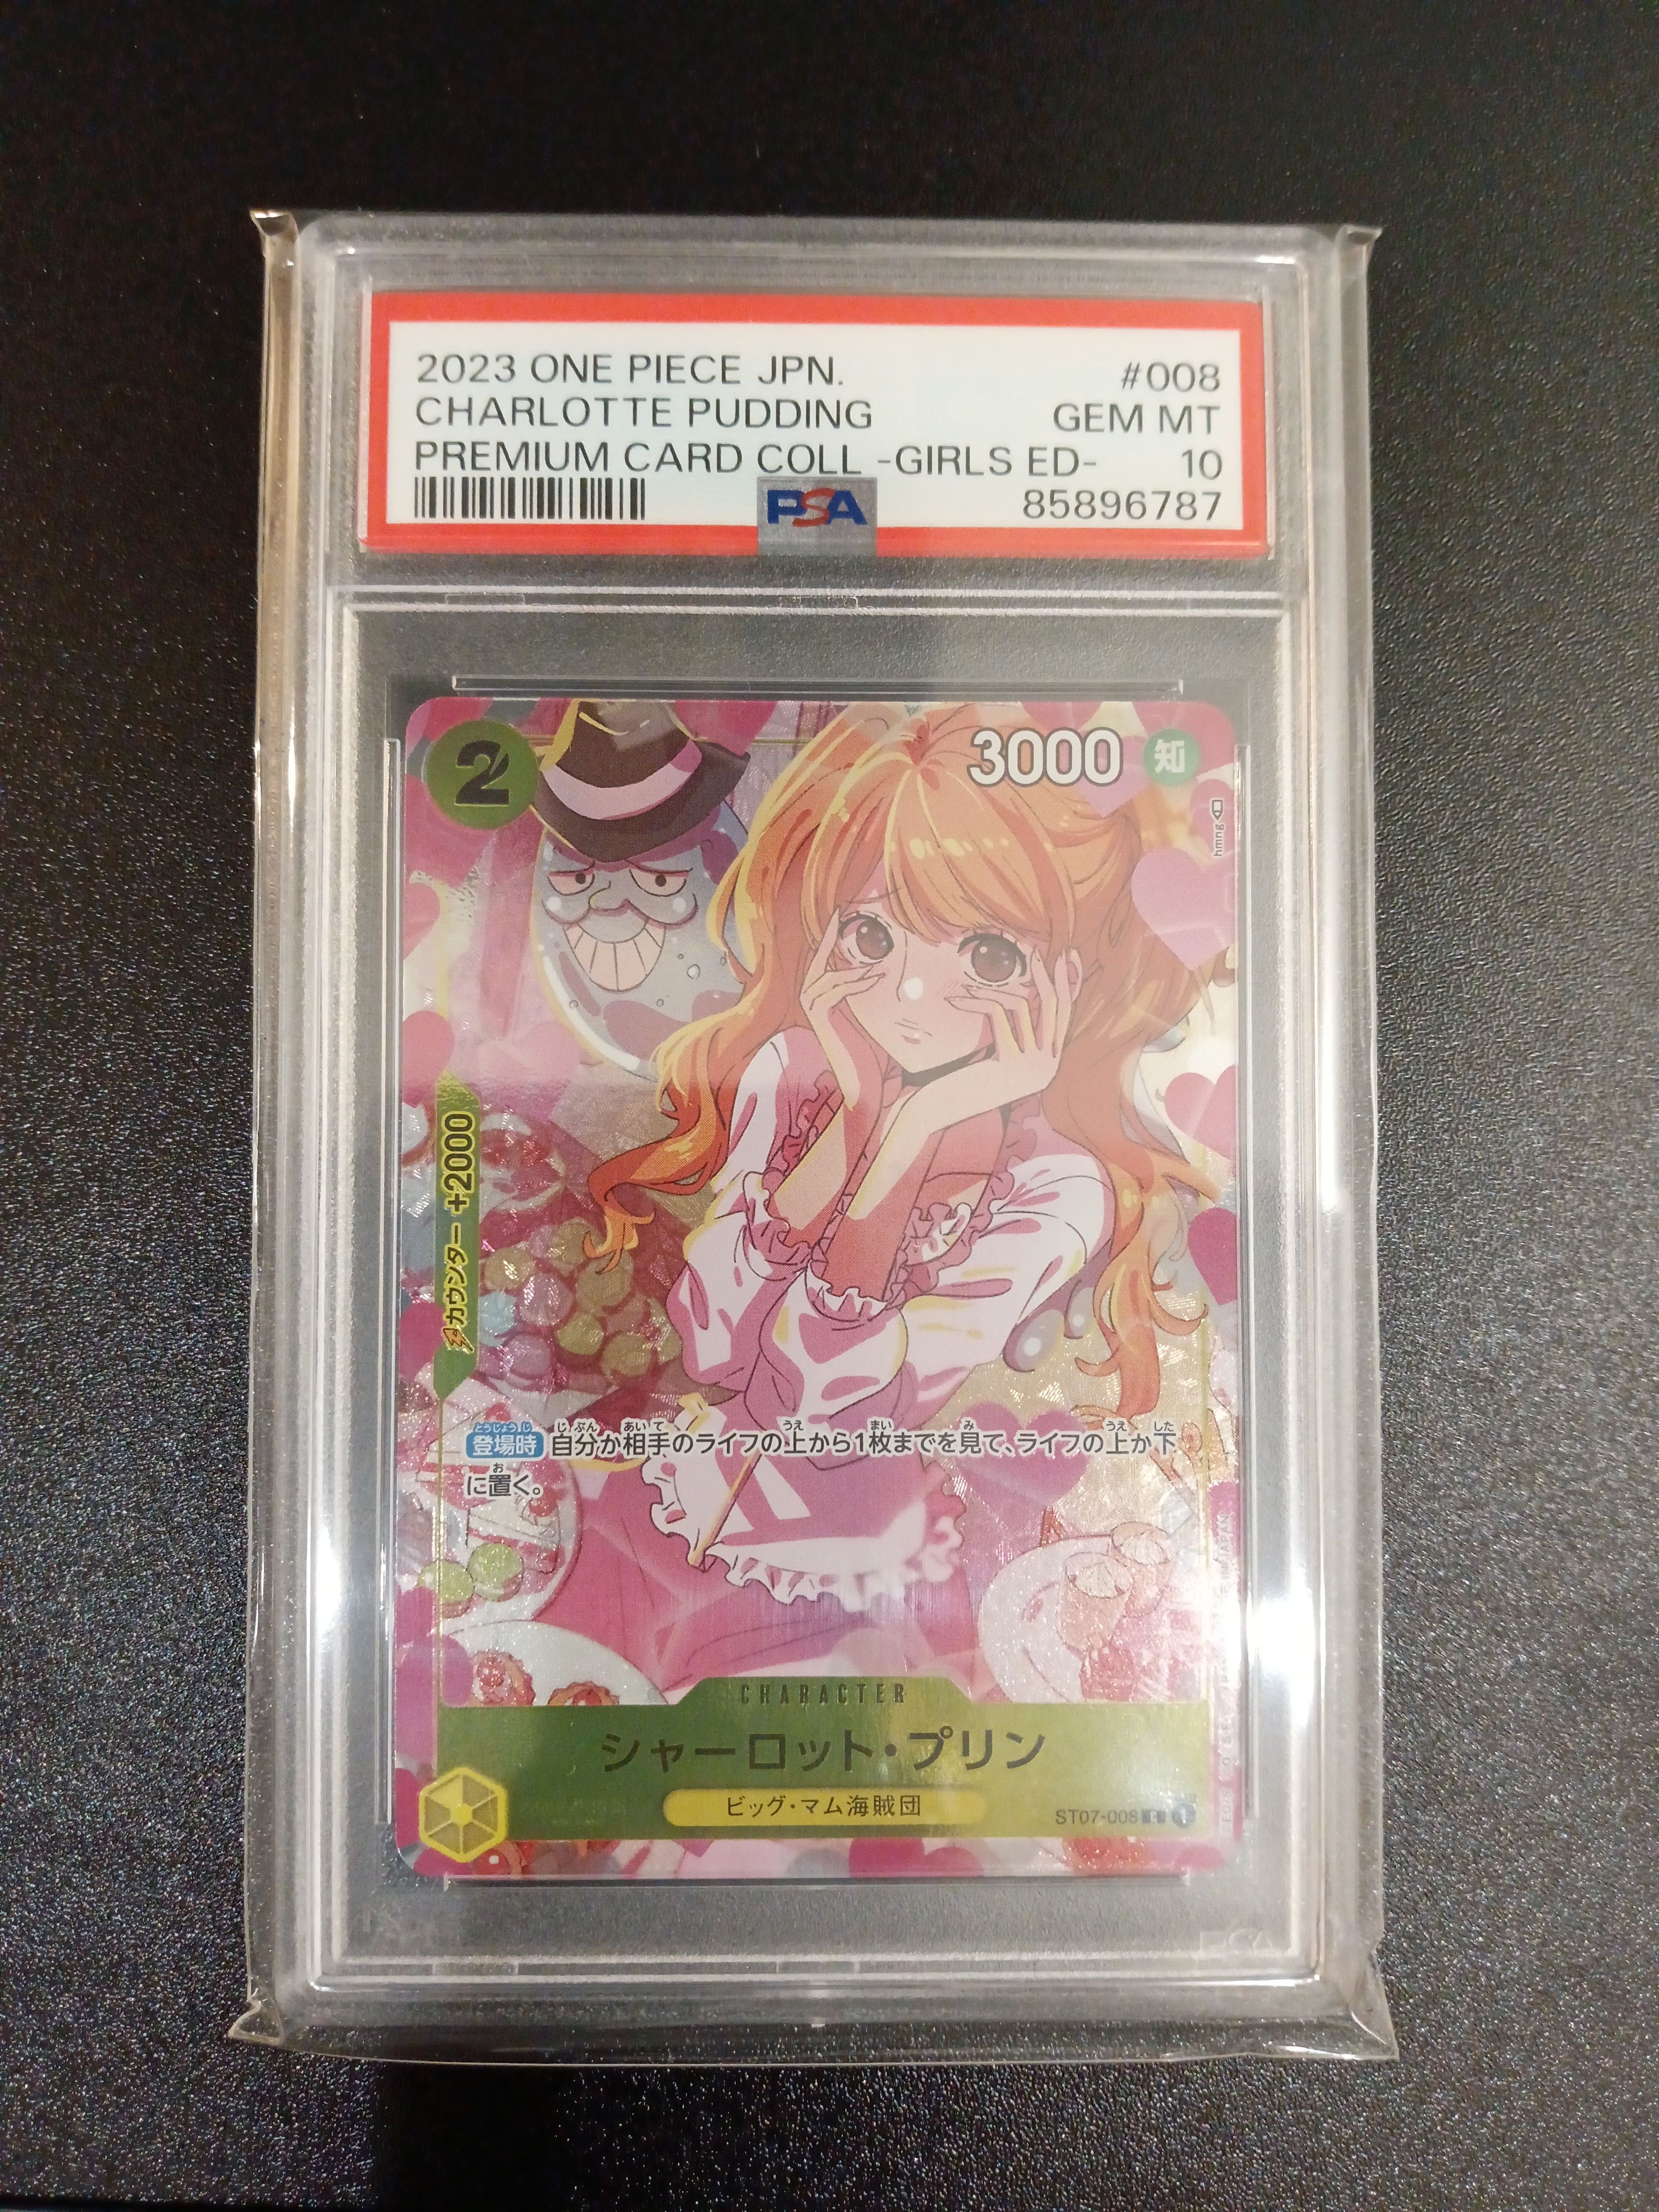 2023 ONE PIECE JPN. #008
CHARLOTTE PUDDING GEM MT
PREMIUM CARD COLL -GIRLS ED- 10
PSA 85896787
2 3000 知
hmng
カウンター +2000
登場時 自分か相手のライフの上から1枚までを見て、ライフの上か下
に置く。
CHARACTER
シャーロット・プリン
ビッグ・マム海賊団
ST07-008